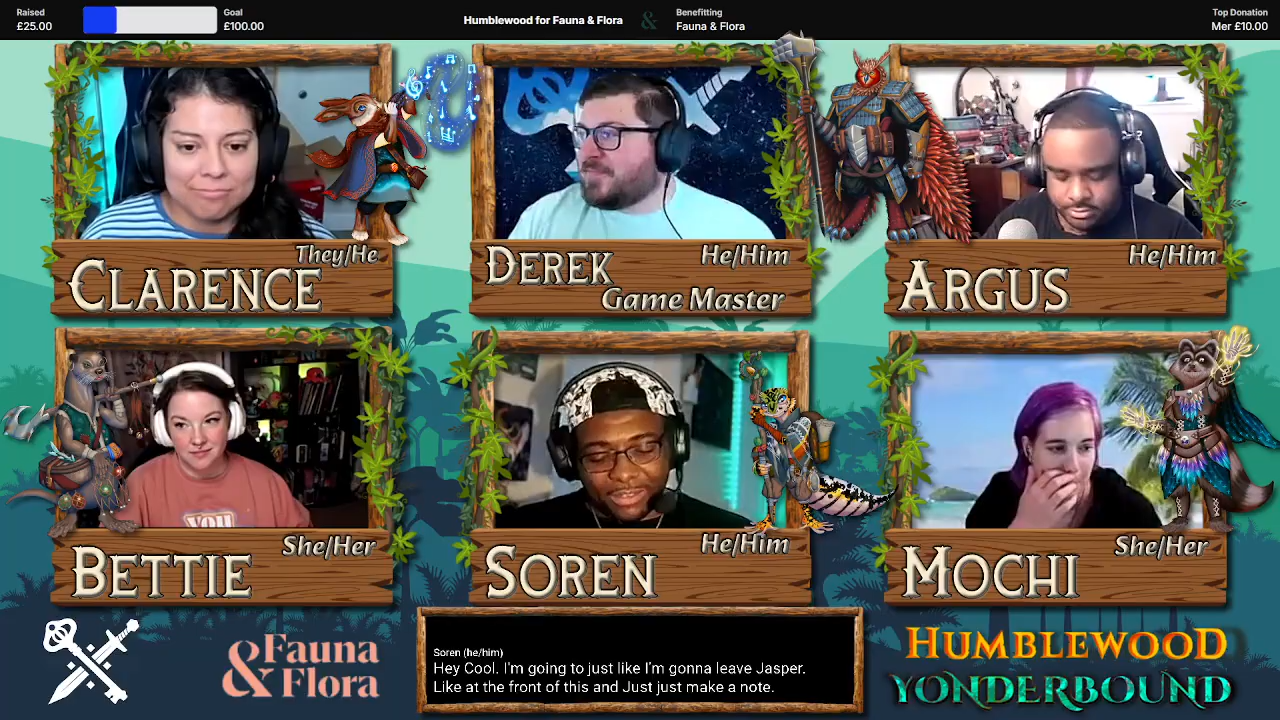 Raised
£25.00
Goal
£100.00
Humblewood for Fauna & Flora
&
Benefitting
Fauna & Flora
Top Donation
Mer £10.00
They/He
CLARENCE
He/Him
DEREK
Game Master
He/Him
ARGUS
She/Her
BETTIE
He/Him
SOREN
She/Her
MOCHI
Fauna
& Flora
Soren (he/him)
Hey Cool. I'm going to just like I'm gonna leave Jasper.
Like at the front of this and Just just make a note.
HUMBLEWOOD
YONDERBOUND